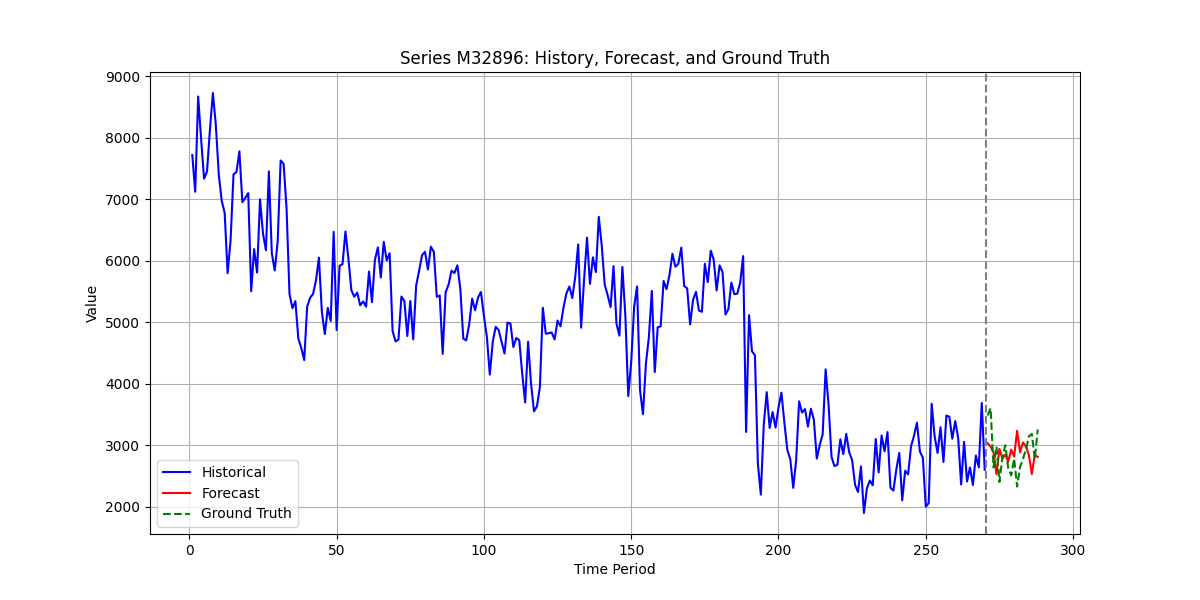 Series M32896: History, Forecast, and Ground Truth
Value
9000
8000
7000
6000
5000
4000
3000
2000
Historical
Forecast
Ground Truth
0
50
100
150
200
250
300
Time Period